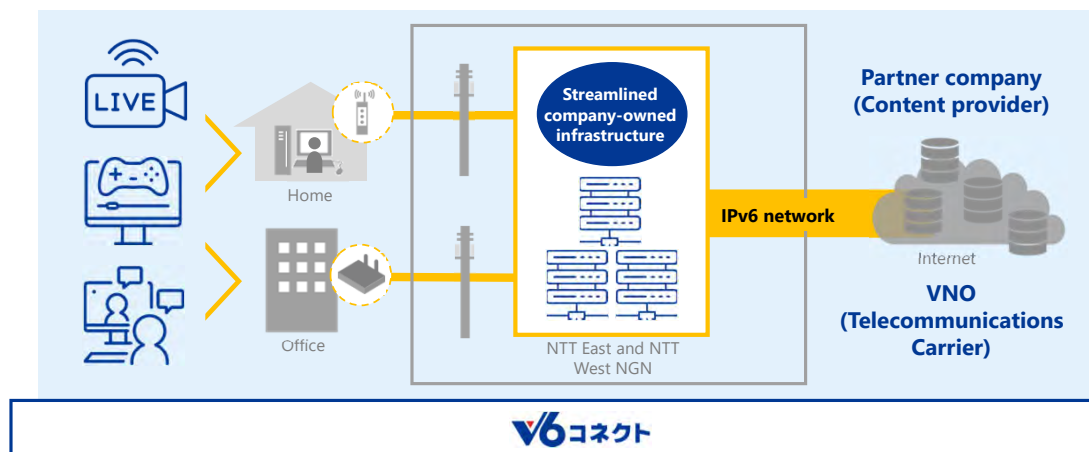 LIVE
Home
Office
Streamlined
company-owned
infrastructure
NTT East and NTT
West NGN
IPv6 network
Partner company
(Content provider)
Internet
VNO
(Telecommunications
Carrier)
V6コネクト